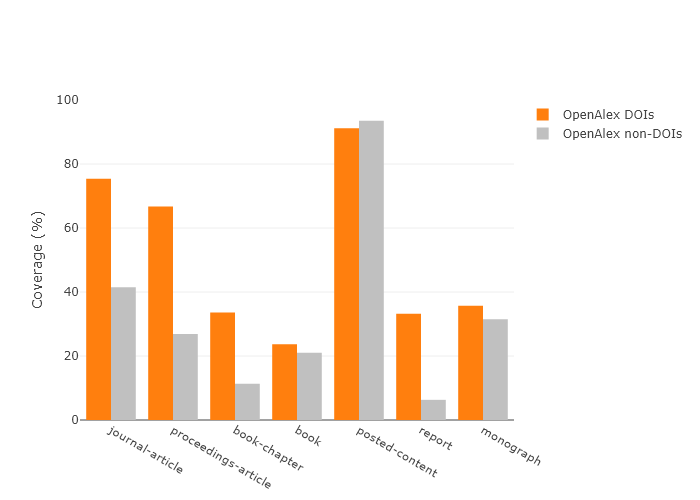 100
80
60
40
20
0
Coverage (%)
journal-article
proceedings-article
book-chapter
book
posted-content
report
monograph
OpenAlex DOIs
OpenAlex non-DOIs